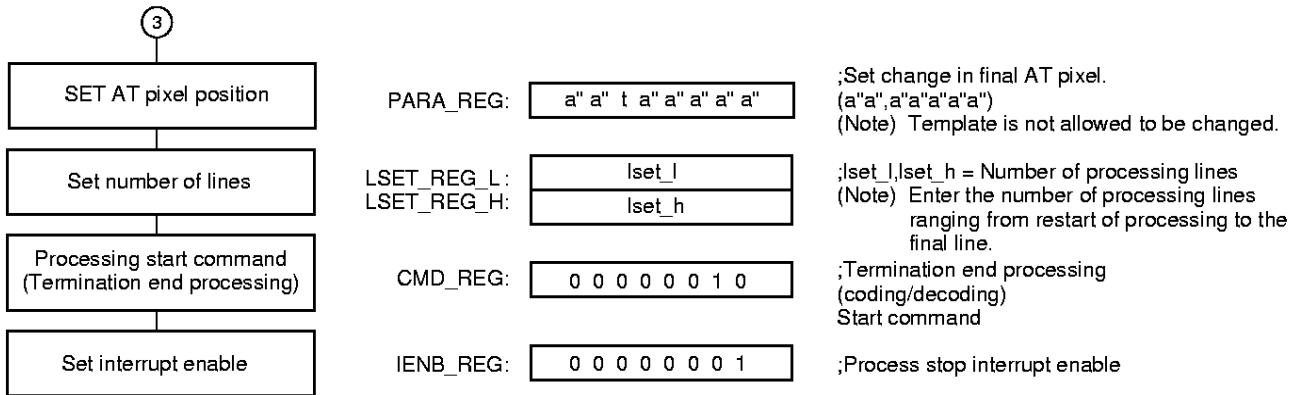 3
SET AT pixel position
PARA_REG:
a" a" t a" a" a" a" a"
;Set change in final AT pixel.
(a"a",a"a"a"a"a")
(Note) Template is not allowed to be changed.
Set number of lines
LSET_REG_L:
lset_l
LSET_REG_H:
lset_h
;lset_l,lset_h = Number of processing lines
(Note) Enter the number of processing lines
ranging from restart of processing to the
final line.
Processing start command
(Termination end processing)
CMD_REG:
0 0 0 0 0 0 1 0
;Termination end processing
(coding/decoding)
Start command
Set interrupt enable
IENB_REG:
0 0 0 0 0 0 0 1
;Process stop interrupt enable